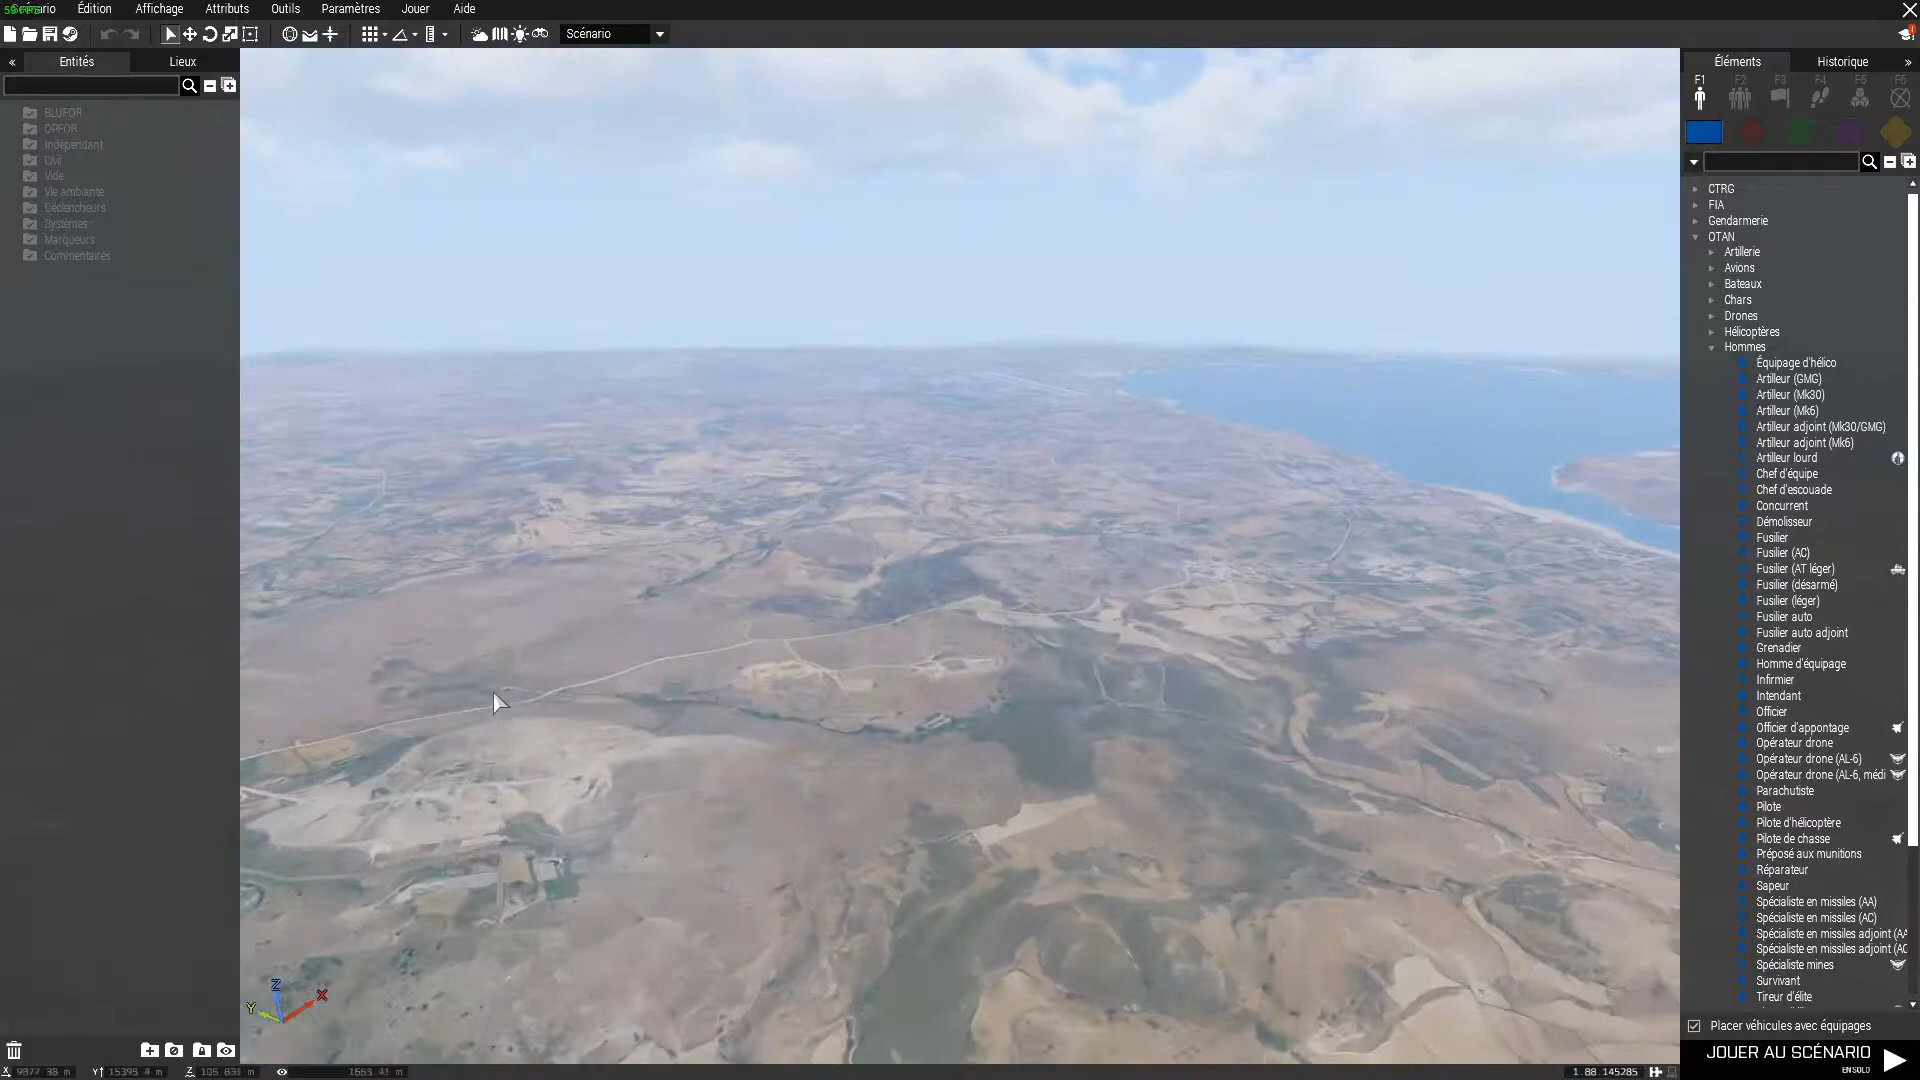 Scénario Édition Affichage Attributs Outils Paramètres Jouer Aide
Scénario
Entités Lieux
BLUFOR
OPFOR
Indépendant
Civil
Vide
Vie ambiante
Déclencheurs
Systèmes
Marqueurs
Commentaires
Z
Y X
Éléments Historique
F1 F2 F3 F4 F5 F6
CTRG
FIA
Gendarmerie
OTAN
Artillerie
Avions
Bateaux
Chars
Drones
Hélicoptères
Hommes
Équipage d'hélico
Artilleur (GMG)
Artilleur (Mk30)
Artilleur (Mk6)
Artilleur adjoint (Mk30/GMG)
Artilleur adjoint (Mk6)
Artilleur lourd
Chef d'équipe
Chef d'escouade
Concurrent
Démolisseur
Fusilier
Fusilier (AC)
Fusilier (AT léger)
Fusilier (désarmé)
Fusilier (léger)
Fusilier auto
Fusilier auto adjoint
Grenadier
Homme d'équipage
Infirmier
Intendant
Officier
Officier d'appontage
Opérateur drone
Opérateur drone (AL-6)
Opérateur drone (AL-6, médi
Parachutiste
Pilote
Pilote d'hélicoptère
Pilote de chasse
Préposé aux munitions
Réparateur
Sapeur
Spécialiste en missiles (AA)
Spécialiste en missiles (AC)
Spécialiste en missiles adjoint (AA
Spécialiste en missiles adjoint (AC
Spécialiste mines
Survivant
Tireur d'élite
Placer véhicules avec équipages
JOUER AU SCÉNARIO
EN SOLO
1.88.145285